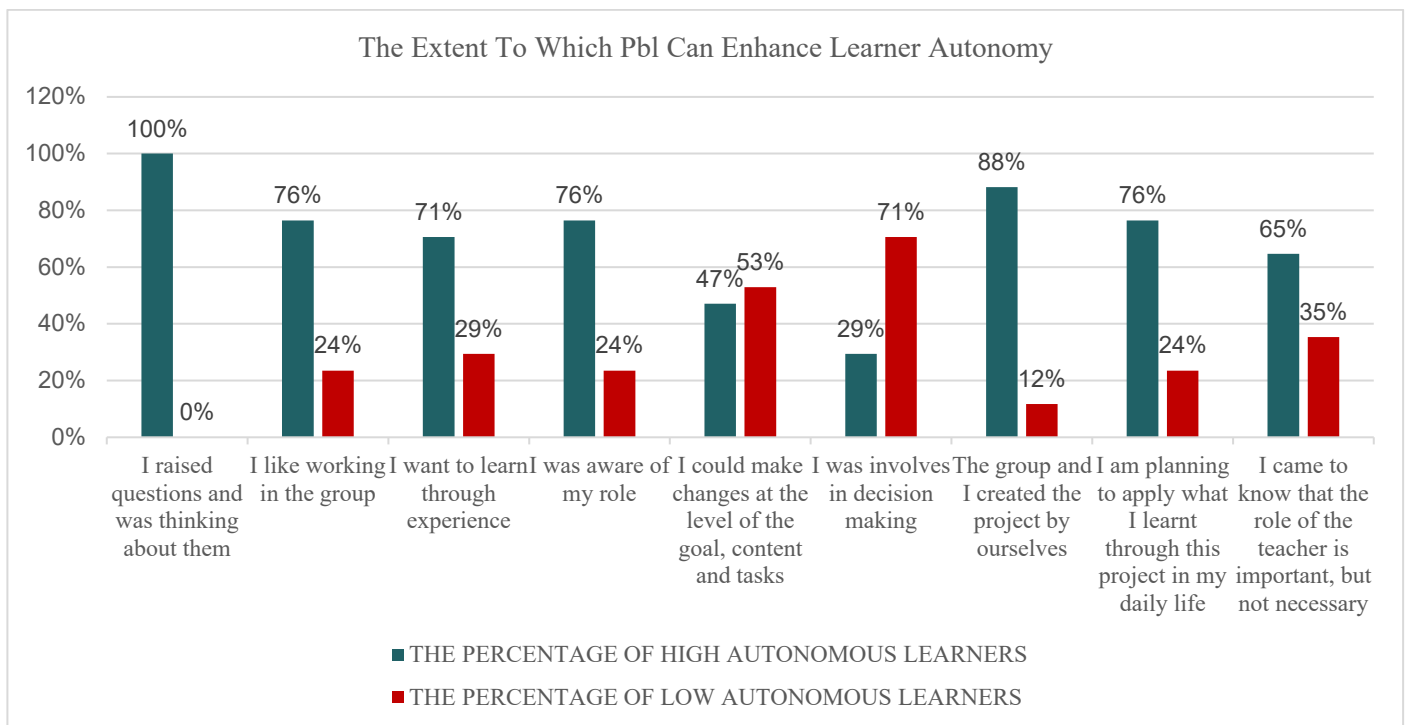 The Extent To Which Pbl Can Enhance Learner Autonomy
120%
100%
80%
60%
40%
20%
0%
100%
0%
76%
24%
71%
29%
76%
24%
47%
53%
29%
71%
88%
12%
76%
24%
65%
35%
I raised
questions and
was thinking
about them
I like working
in the group
I want to learn
through
experience
I was aware of
my role
I could make
changes at the
level of the
goal, content
and tasks
I was involves
in decision
making
The group and
I created the
project by
ourselves
I am planning
to apply what
I learnt
through this
project in my
daily life
I came to
know that the
role of the
teacher is
important, but
not necessary
THE PERCENTAGE OF HIGH AUTONOMOUS LEARNERS
THE PERCENTAGE OF LOW AUTONOMOUS LEARNERS